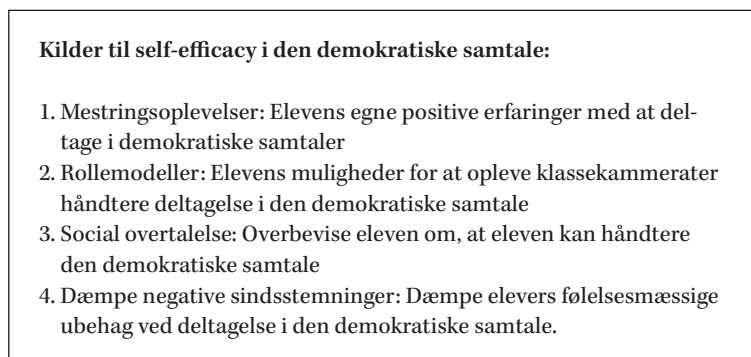 Kilder til self-efficacy i den demokratiske samtale:
1. Mestringsoplevelser: Elevens egne positive erfaringer med at del-
tage i demokratiske samtaler
2. Rollemodeller: Elevens muligheder for at opleve klassekammerater
håndtere deltagelse i den demokratiske samtale
3. Social overtalelse: Overbevise eleven om, at eleven kan håndtere
den demokratiske samtale
4. Dæmpe negative sindsstemninger: Dæmpe elevers følelsesmæssige
ubehag ved deltagelse i den demokratiske samtale.